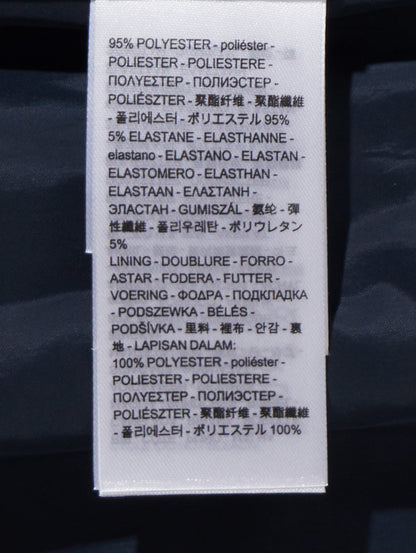 95% POLYESTER - poliéster -
POLIESTER - POLIESTERE -
ΠΟΛΥΕΣΤΕΡ - ПОЛИЭСТЕР -
POLIÉSZTER - 聚酯纤维 - 聚酯纖維
- 폴리에스터 - ポリエステル 95%
5% ELASTANE - ELASTHANNE -
elastano - ELASTANO - ELASTAN -
ELASTOMERO - ELASTHAN -
ELASTAAN - ΕΛΑΣΤΑΝΗ -
ЭЛАСТАН - GUMISZÁL - 氨纶 - 彈
性纖維 - 폴리우레탄 - ポリウレタン
5%
LINING - DOUBLURE - FORRO -
ASTAR - FODERA - FUTTER -
VOERING - ΦΟΔΡΑ - ПОДКЛАДКА
- PODSZEWKA - BÉLÉS -
PODŠÍVKA - 里料 - 裡布 - 안감 - 裏
地 - LAPISAN DALAM:
100% POLYESTER - poliéster -
POLIESTER - POLIESTERE -
ΠΟΛΥΕΣΤΕΡ - ПОЛИЭСТЕР -
POLIÉSZTER - 聚酯纤维 - 聚酯纖維
- 폴리에스터 - ポリエステル 100%